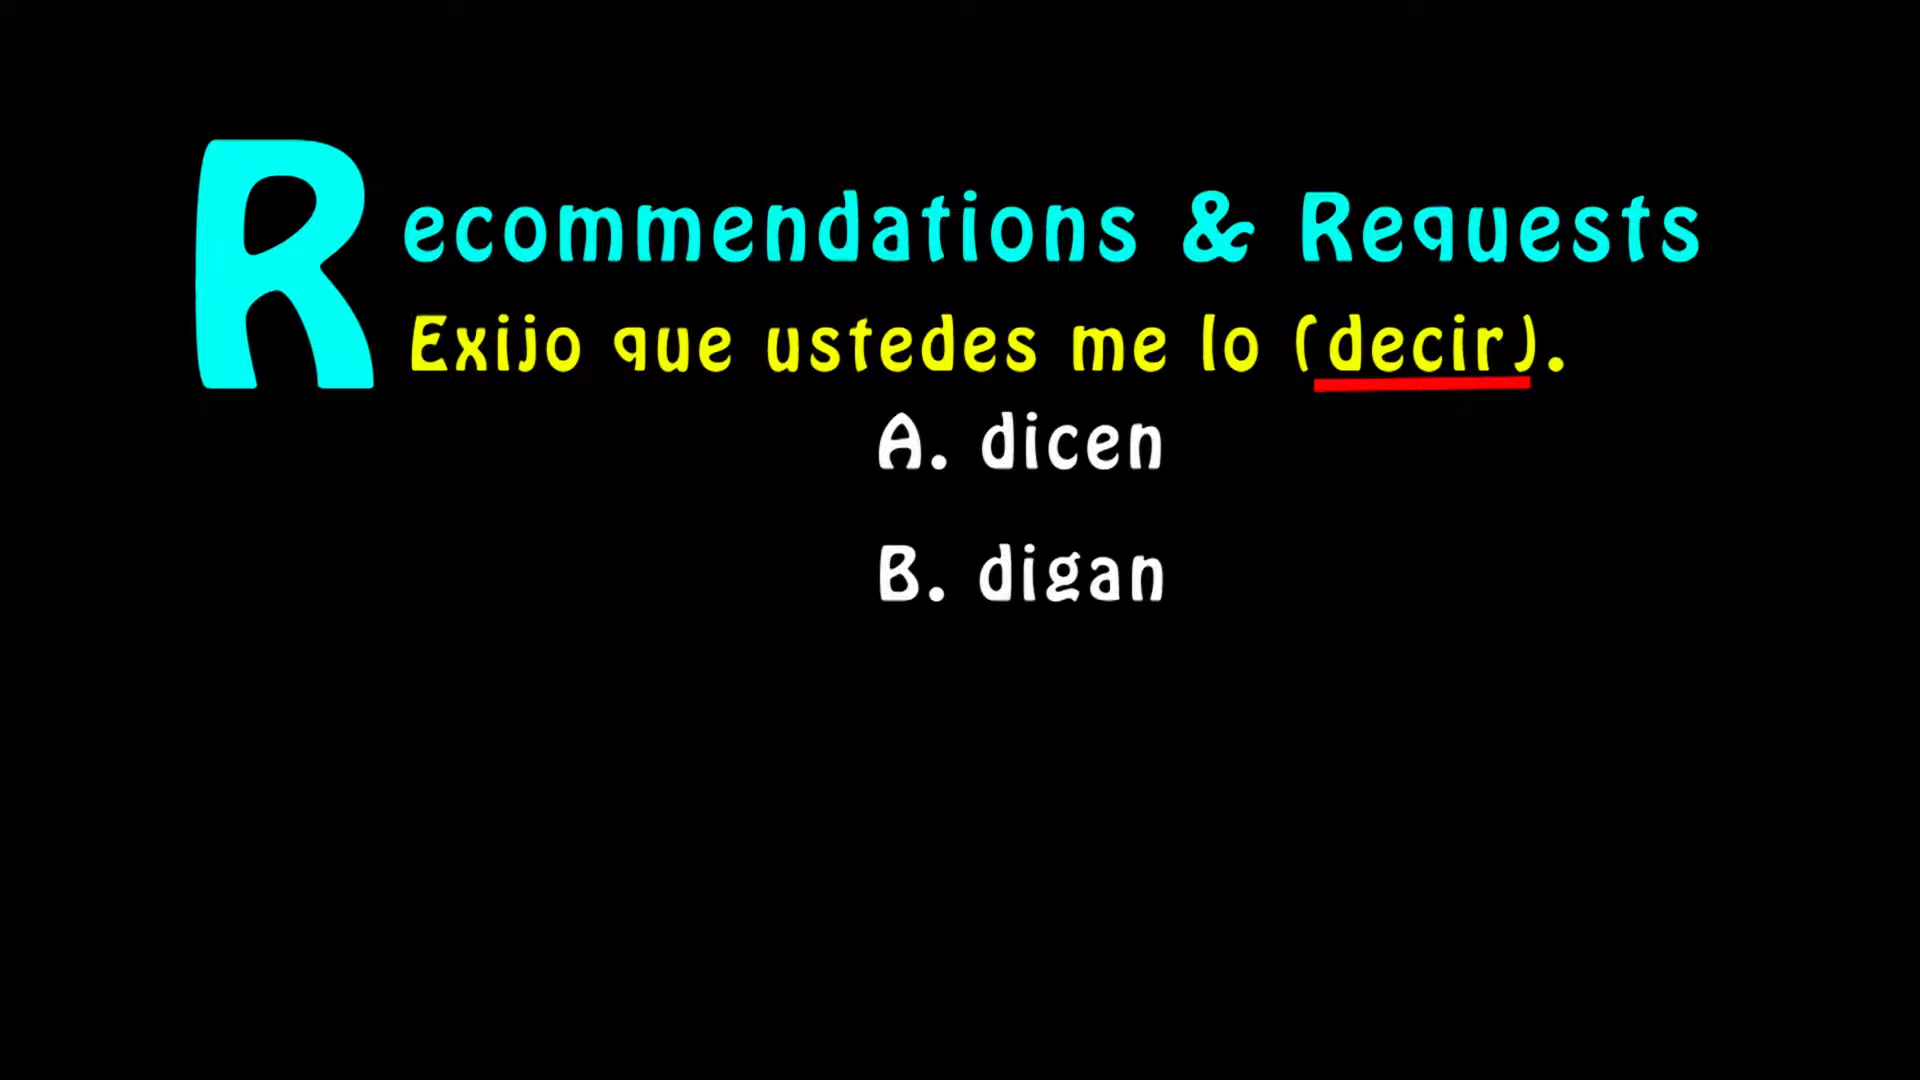 Recommendations & Requests
Exijo que ustedes me lo (decir).
A. dicen
B. digan